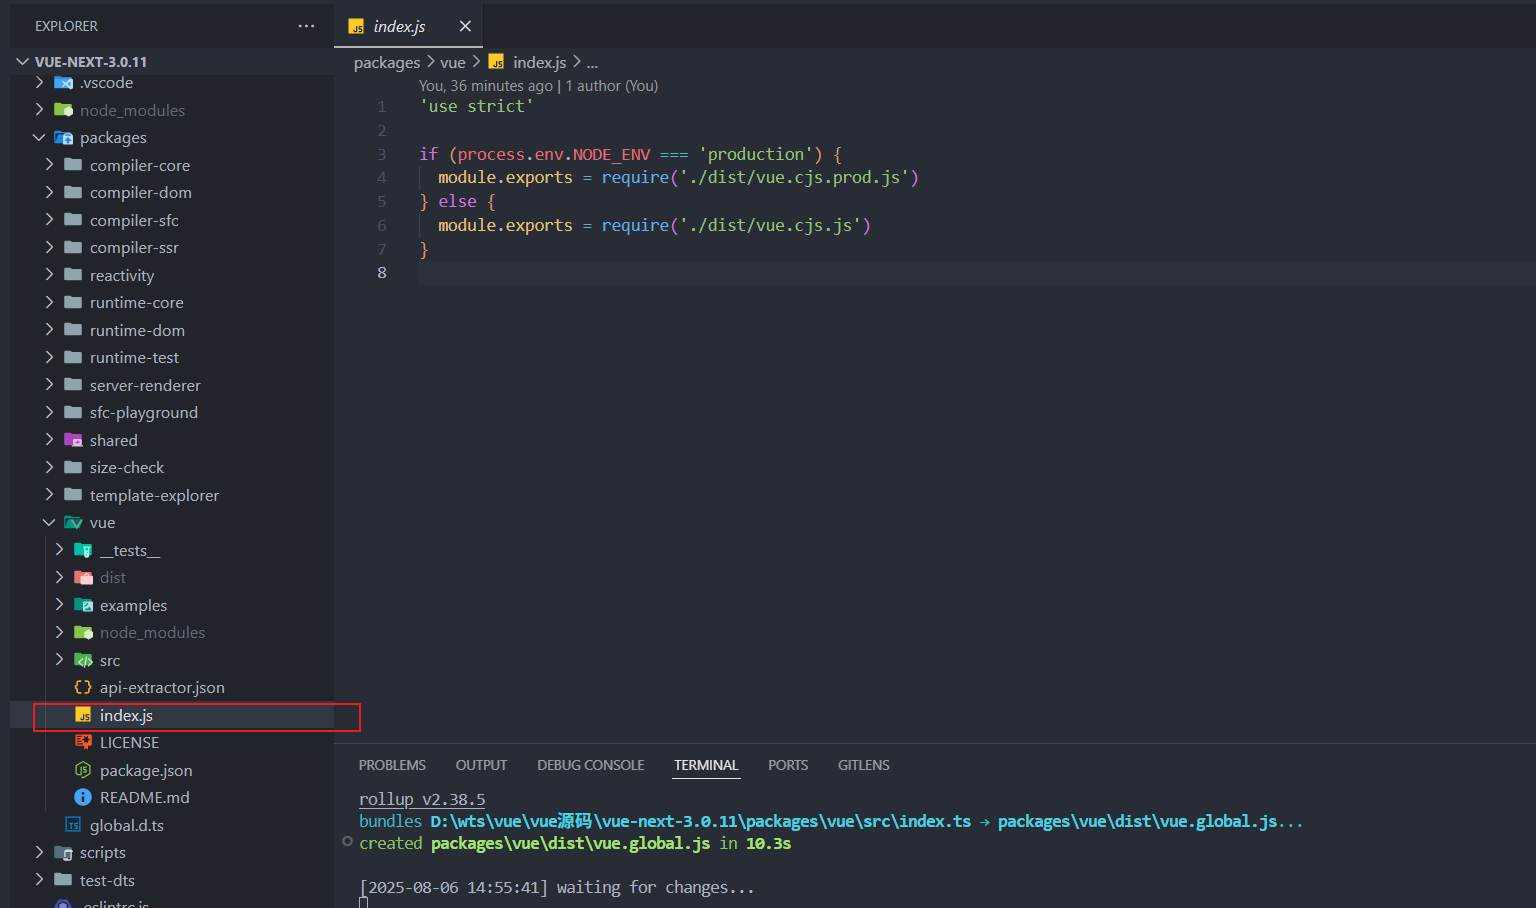 EXPLORER
...
VUE-NEXT-3.0.11
.vscode
node_modules
packages
compiler-core
compiler-dom
compiler-sfc
compiler-ssr
reactivity
runtime-core
runtime-dom
runtime-test
server-renderer
sfc-playground
shared
size-check
template-explorer
vue
__tests__
dist
examples
node_modules
src
api-extractor.json
index.js
LICENSE
package.json
README.md
global.d.ts
scripts
test-dts
.eslintrc.js
index.js
packages > vue > JS index.js > ...
You, 36 minutes ago | 1 author (You)
1 'use strict'
2
3 if (process.env.NODE_ENV === 'production') {
4 module.exports = require('./dist/vue.cjs.prod.js')
5 } else {
6 module.exports = require('./dist/vue.cjs.js')
7 }
8
PROBLEMS OUTPUT DEBUG CONSOLE TERMINAL PORTS GITLENS
rollup v2.38.5
bundles D:\wts\vue\vue源码\vue-next-3.0.11\packages\vue\src\index.ts → packages\vue\dist\vue.global.js...
created packages\vue\dist\vue.global.js in 10.3s
[2025-08-06 14:55:41] waiting for changes...